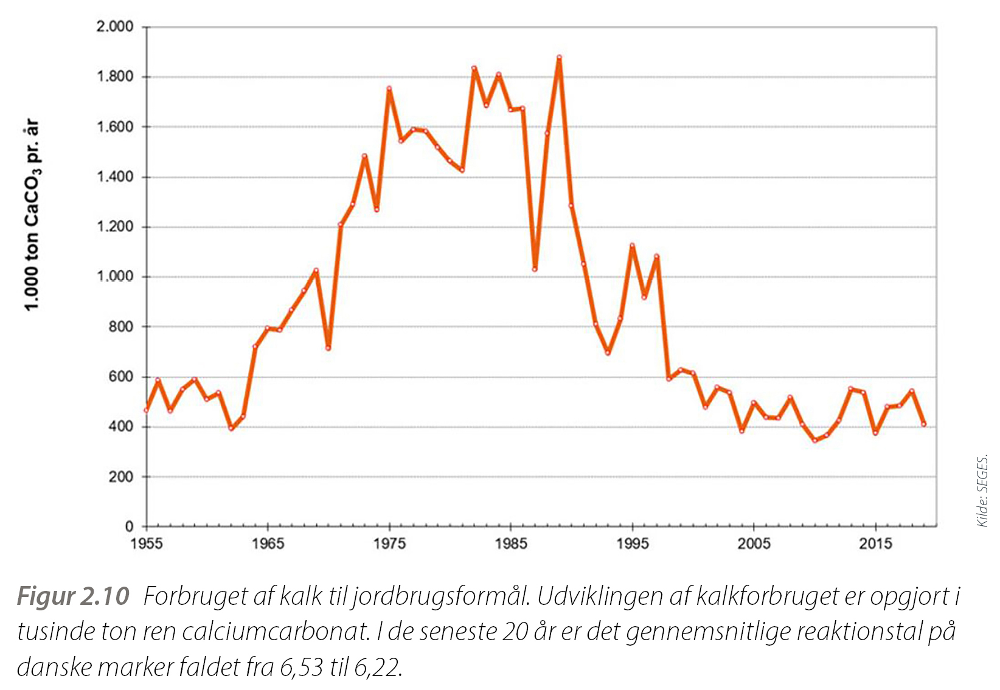 2.000
1.800
1.600
1.400
1.200
1.000
800
600
400
200
0
1.000 ton CaCO₃ pr. år
1955 1965 1975 1985 1995 2005 2015
Kilde: SEGES.
Figur 2.10 Forbruget af kalk til jordbrugsformål. Udviklingen af kalkforbruget er opgjort i
tusinde ton ren calciumcarbonat. I de seneste 20 år er det gennemsnitlige reaktionstal på
danske marker faldet fra 6,53 til 6,22.